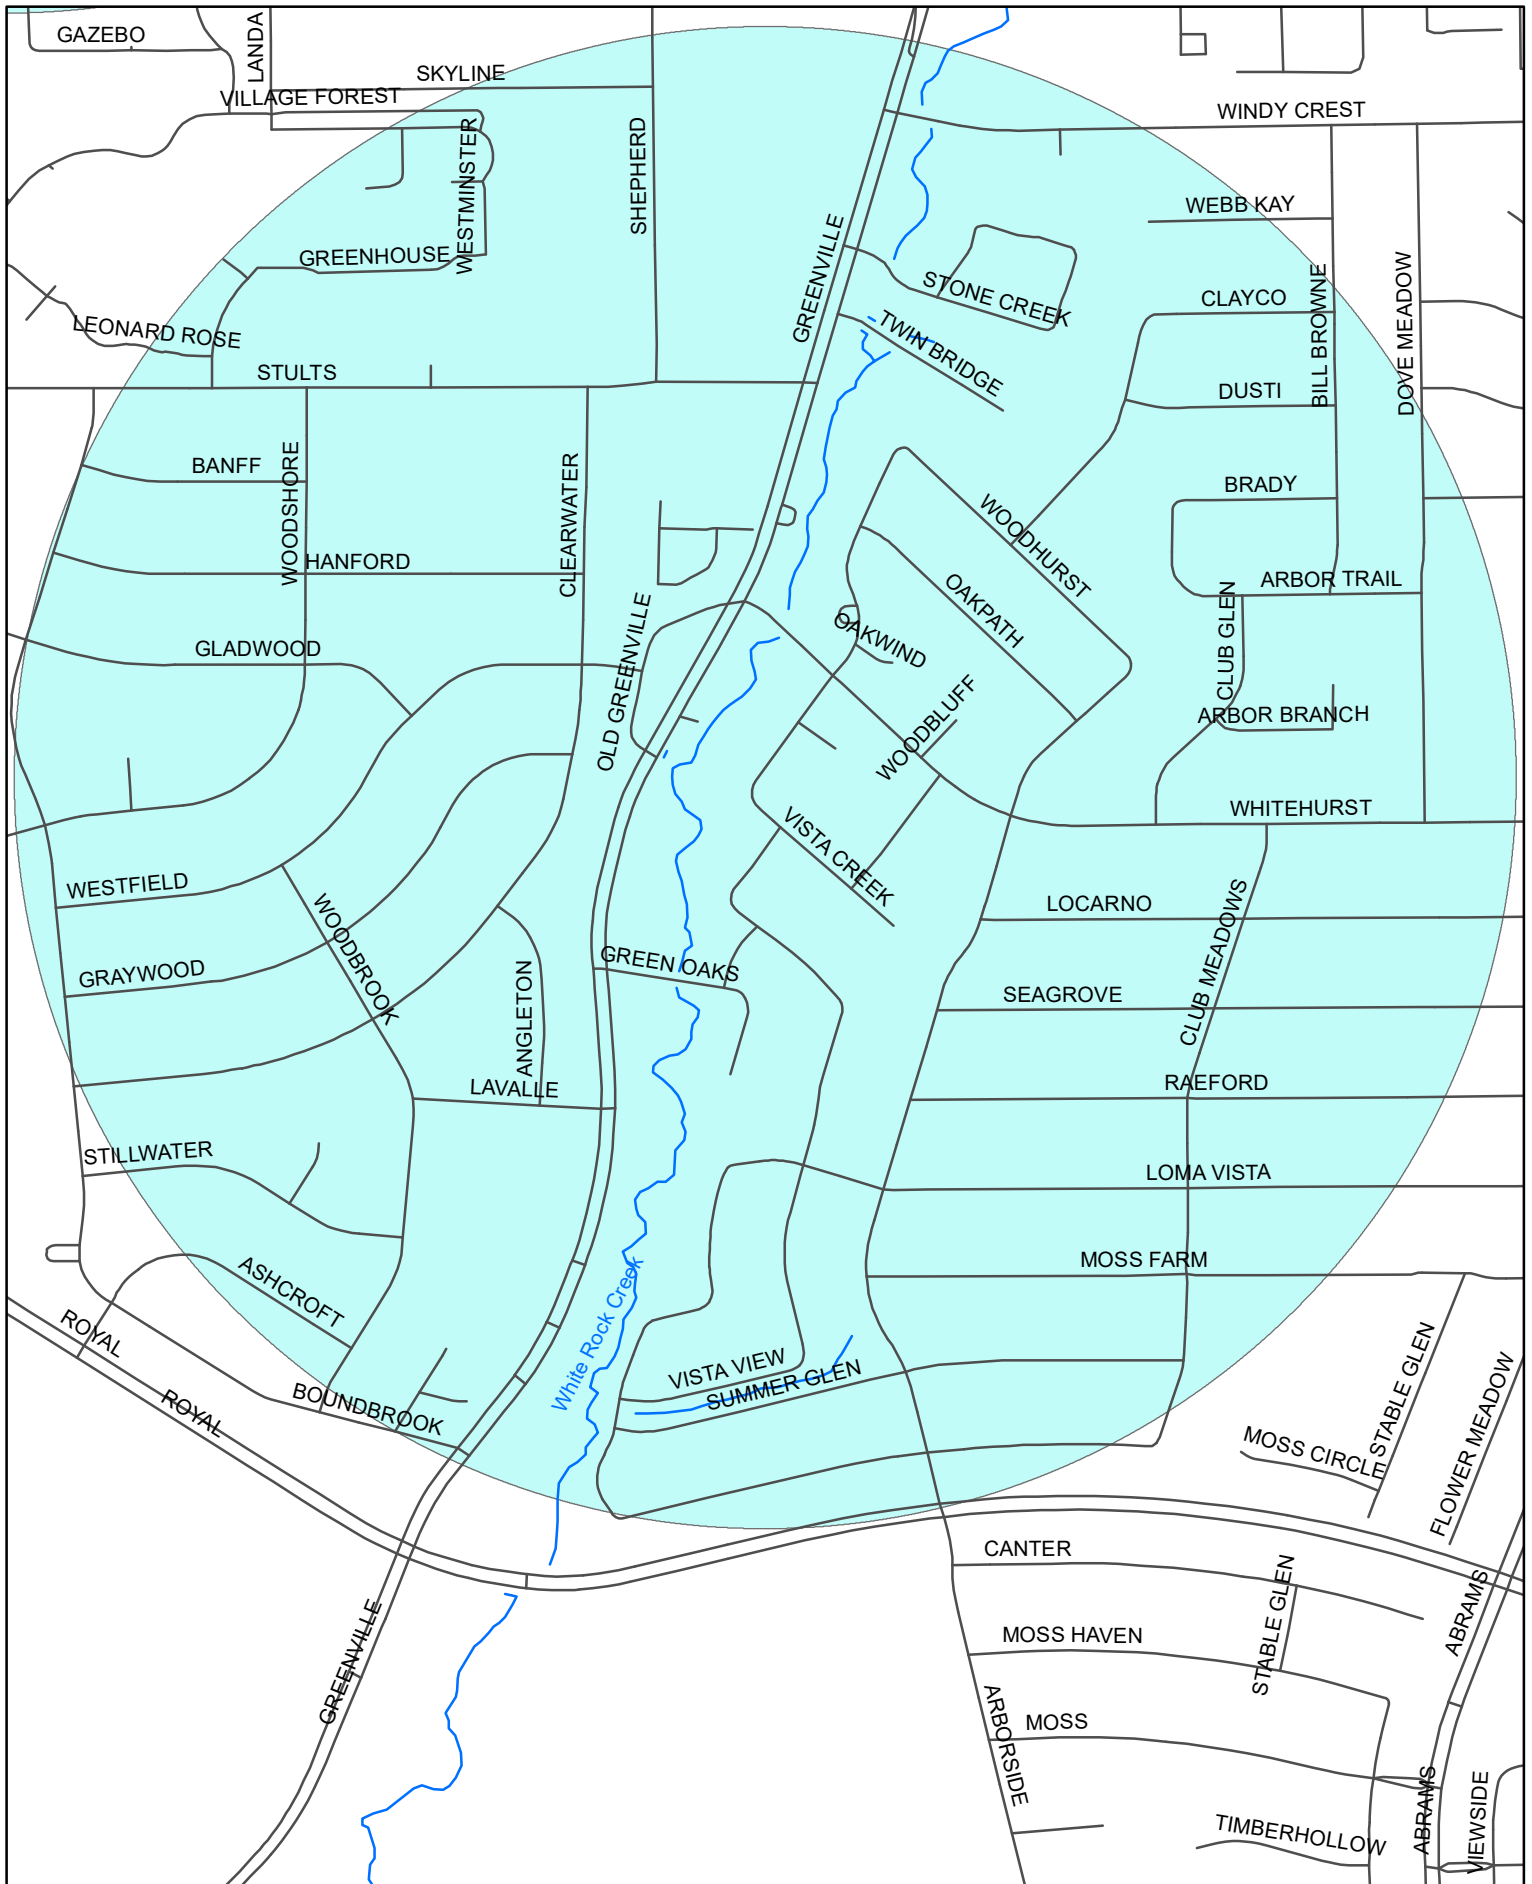 GAZEBO
LANDA
SKYLINE
VILLAGE FOREST
WINDY CREST
WESTMINSTER
SHEPHERD
WEBB KAY
GREENHOUSE
GREENVILLE
STONE CREEK
CLAYCO
BILL BROWNE
DOVE MEADOW
LEONARD ROSE
TWIN BRIDGE
STULTS
DUSTI
BANFF
WOODSHORE
CLEARWATER
BRADY
WOODHURST
HANFORD
OAKPATH
ARBOR TRAIL
CLUB GLEN
OAKWIND
GLADWOOD
OLD GREENVILLE
WOODBLUFF
ARBOR BRANCH
WHITEHURST
VISTA CREEK
WESTFIELD
WOODBROOK
LOCARNO
CLUB MEADOWS
GRAYWOOD
GREEN OAKS
ANGLETON
SEAGROVE
LAVALLE
RAEFORD
STILLWATER
LOMA VISTA
ASHCROFT
White Rock Creek
MOSS FARM
ROYAL
VISTA VIEW
SUMMER GLEN
STABLE GLEN
FLOWER MEADOW
ROYAL
BOUNDBROOK
MOSS CIRCLE
CANTER
STABLE GLEN
ABRAMS
GREENVILLE
MOSS HAVEN
ARBORSIDE
MOSS
ABRAMS
VIEWSIDE
TIMBERHOLLOW